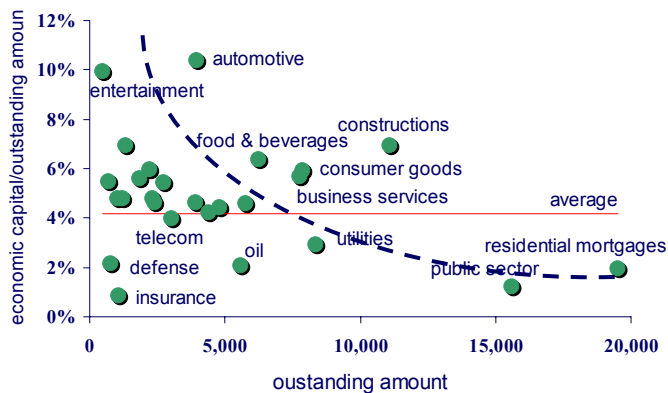 economic capital/outstanding amoun
12%
10%
8%
6%
4%
2%
0%
automotive
entertainment
constructions
food & beverages
consumer goods
business services
average
telecom
utilities
oil
residential mortgages
public sector
defense
insurance
0
5,000
10,000
15,000
20,000
oustanding amount